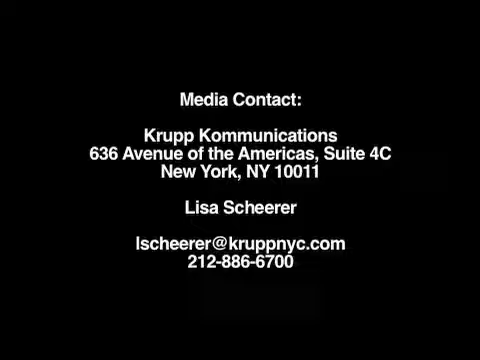 Media Contact:
Krupp Kommunications
636 Avenue of the Americas, Suite 4C
New York, NY 10011
Lisa Scheerer
lscheerer@kruppnyc.com
212-886-6700